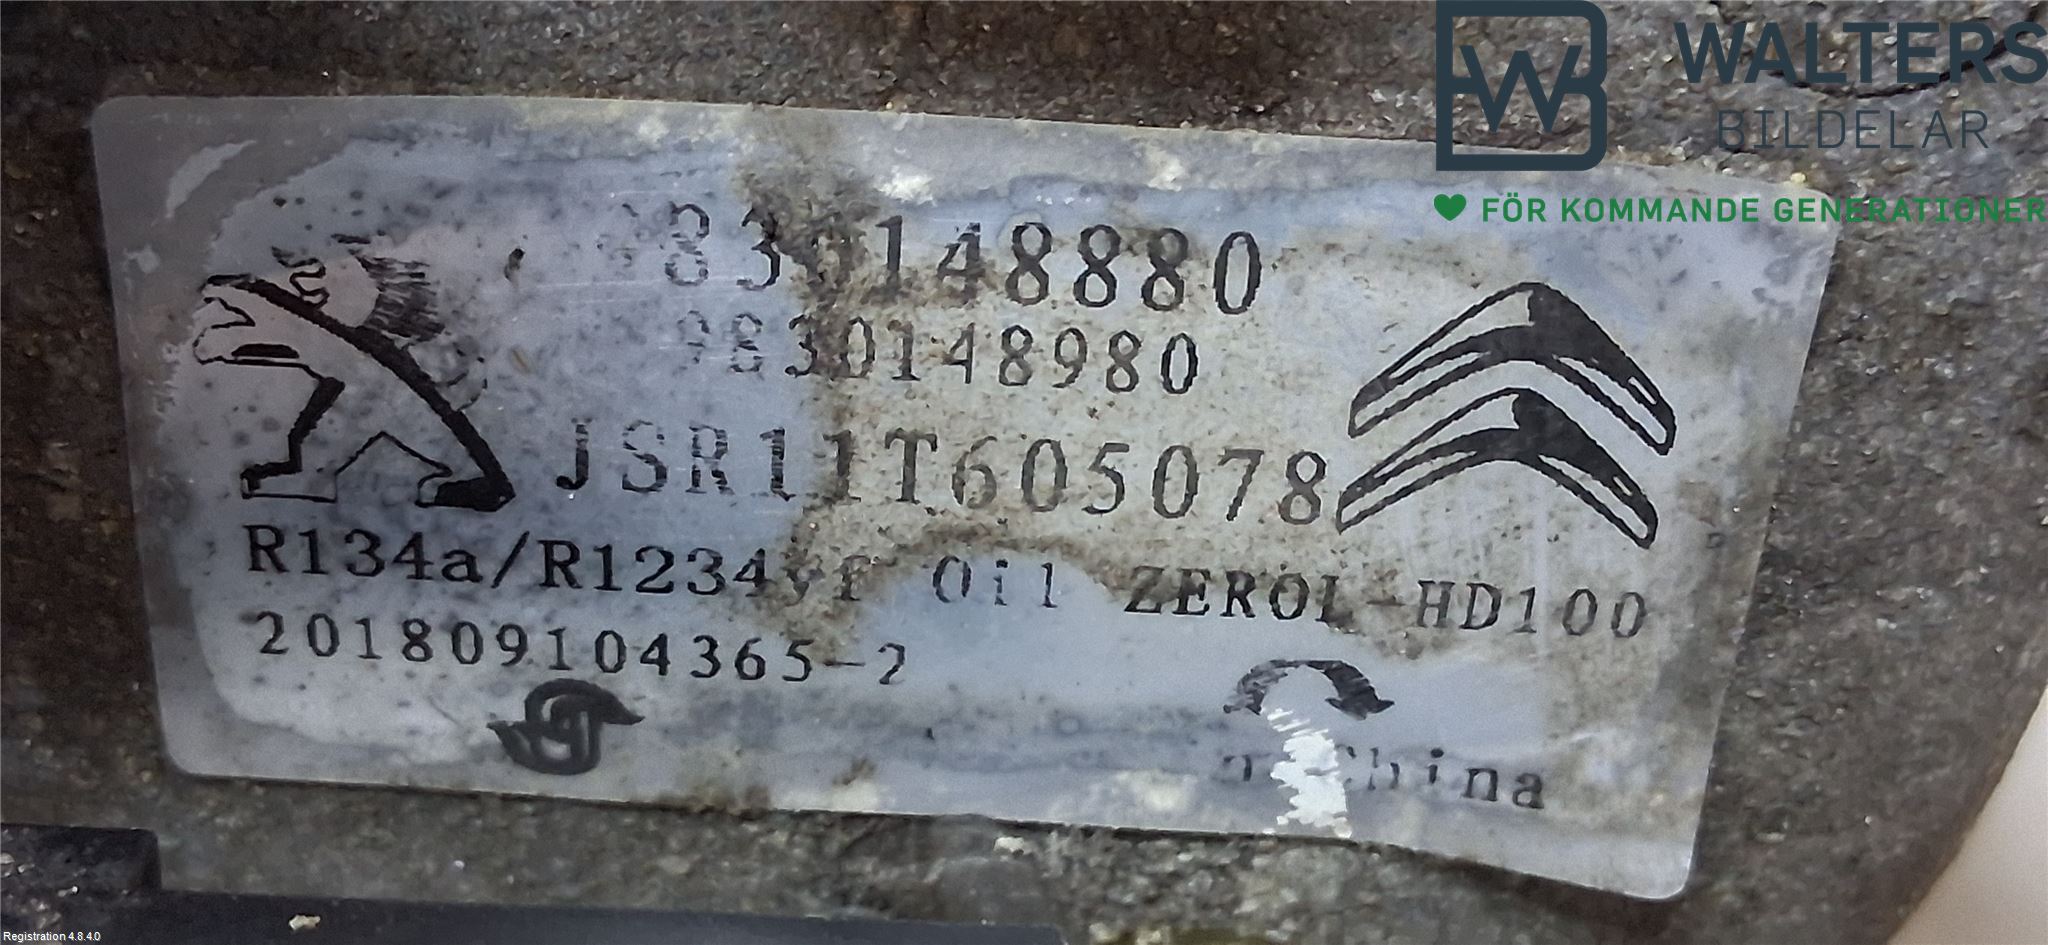 WALTERS
BILDELAR
FÖR KOMMANDE GENERATIONER
9830148880
9830148980
JSR11T605078
R134a/R1234yf Oil ZEROL-HD100
201809104365-2
China
Registration 4.8.4.0